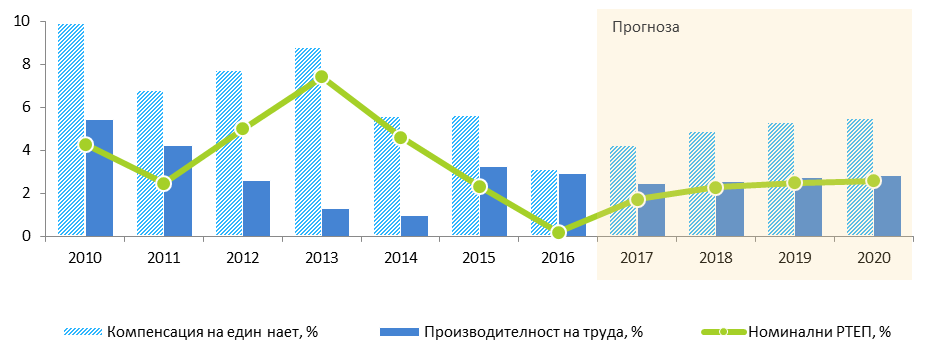 10
8
6
4
2
0
Прогноза
2010 2011 2012 2013 2014 2015 2016 2017 2018 2019 2020
Компенсация на един нает, % Производителност на труда, % Номинални РТЕП, %